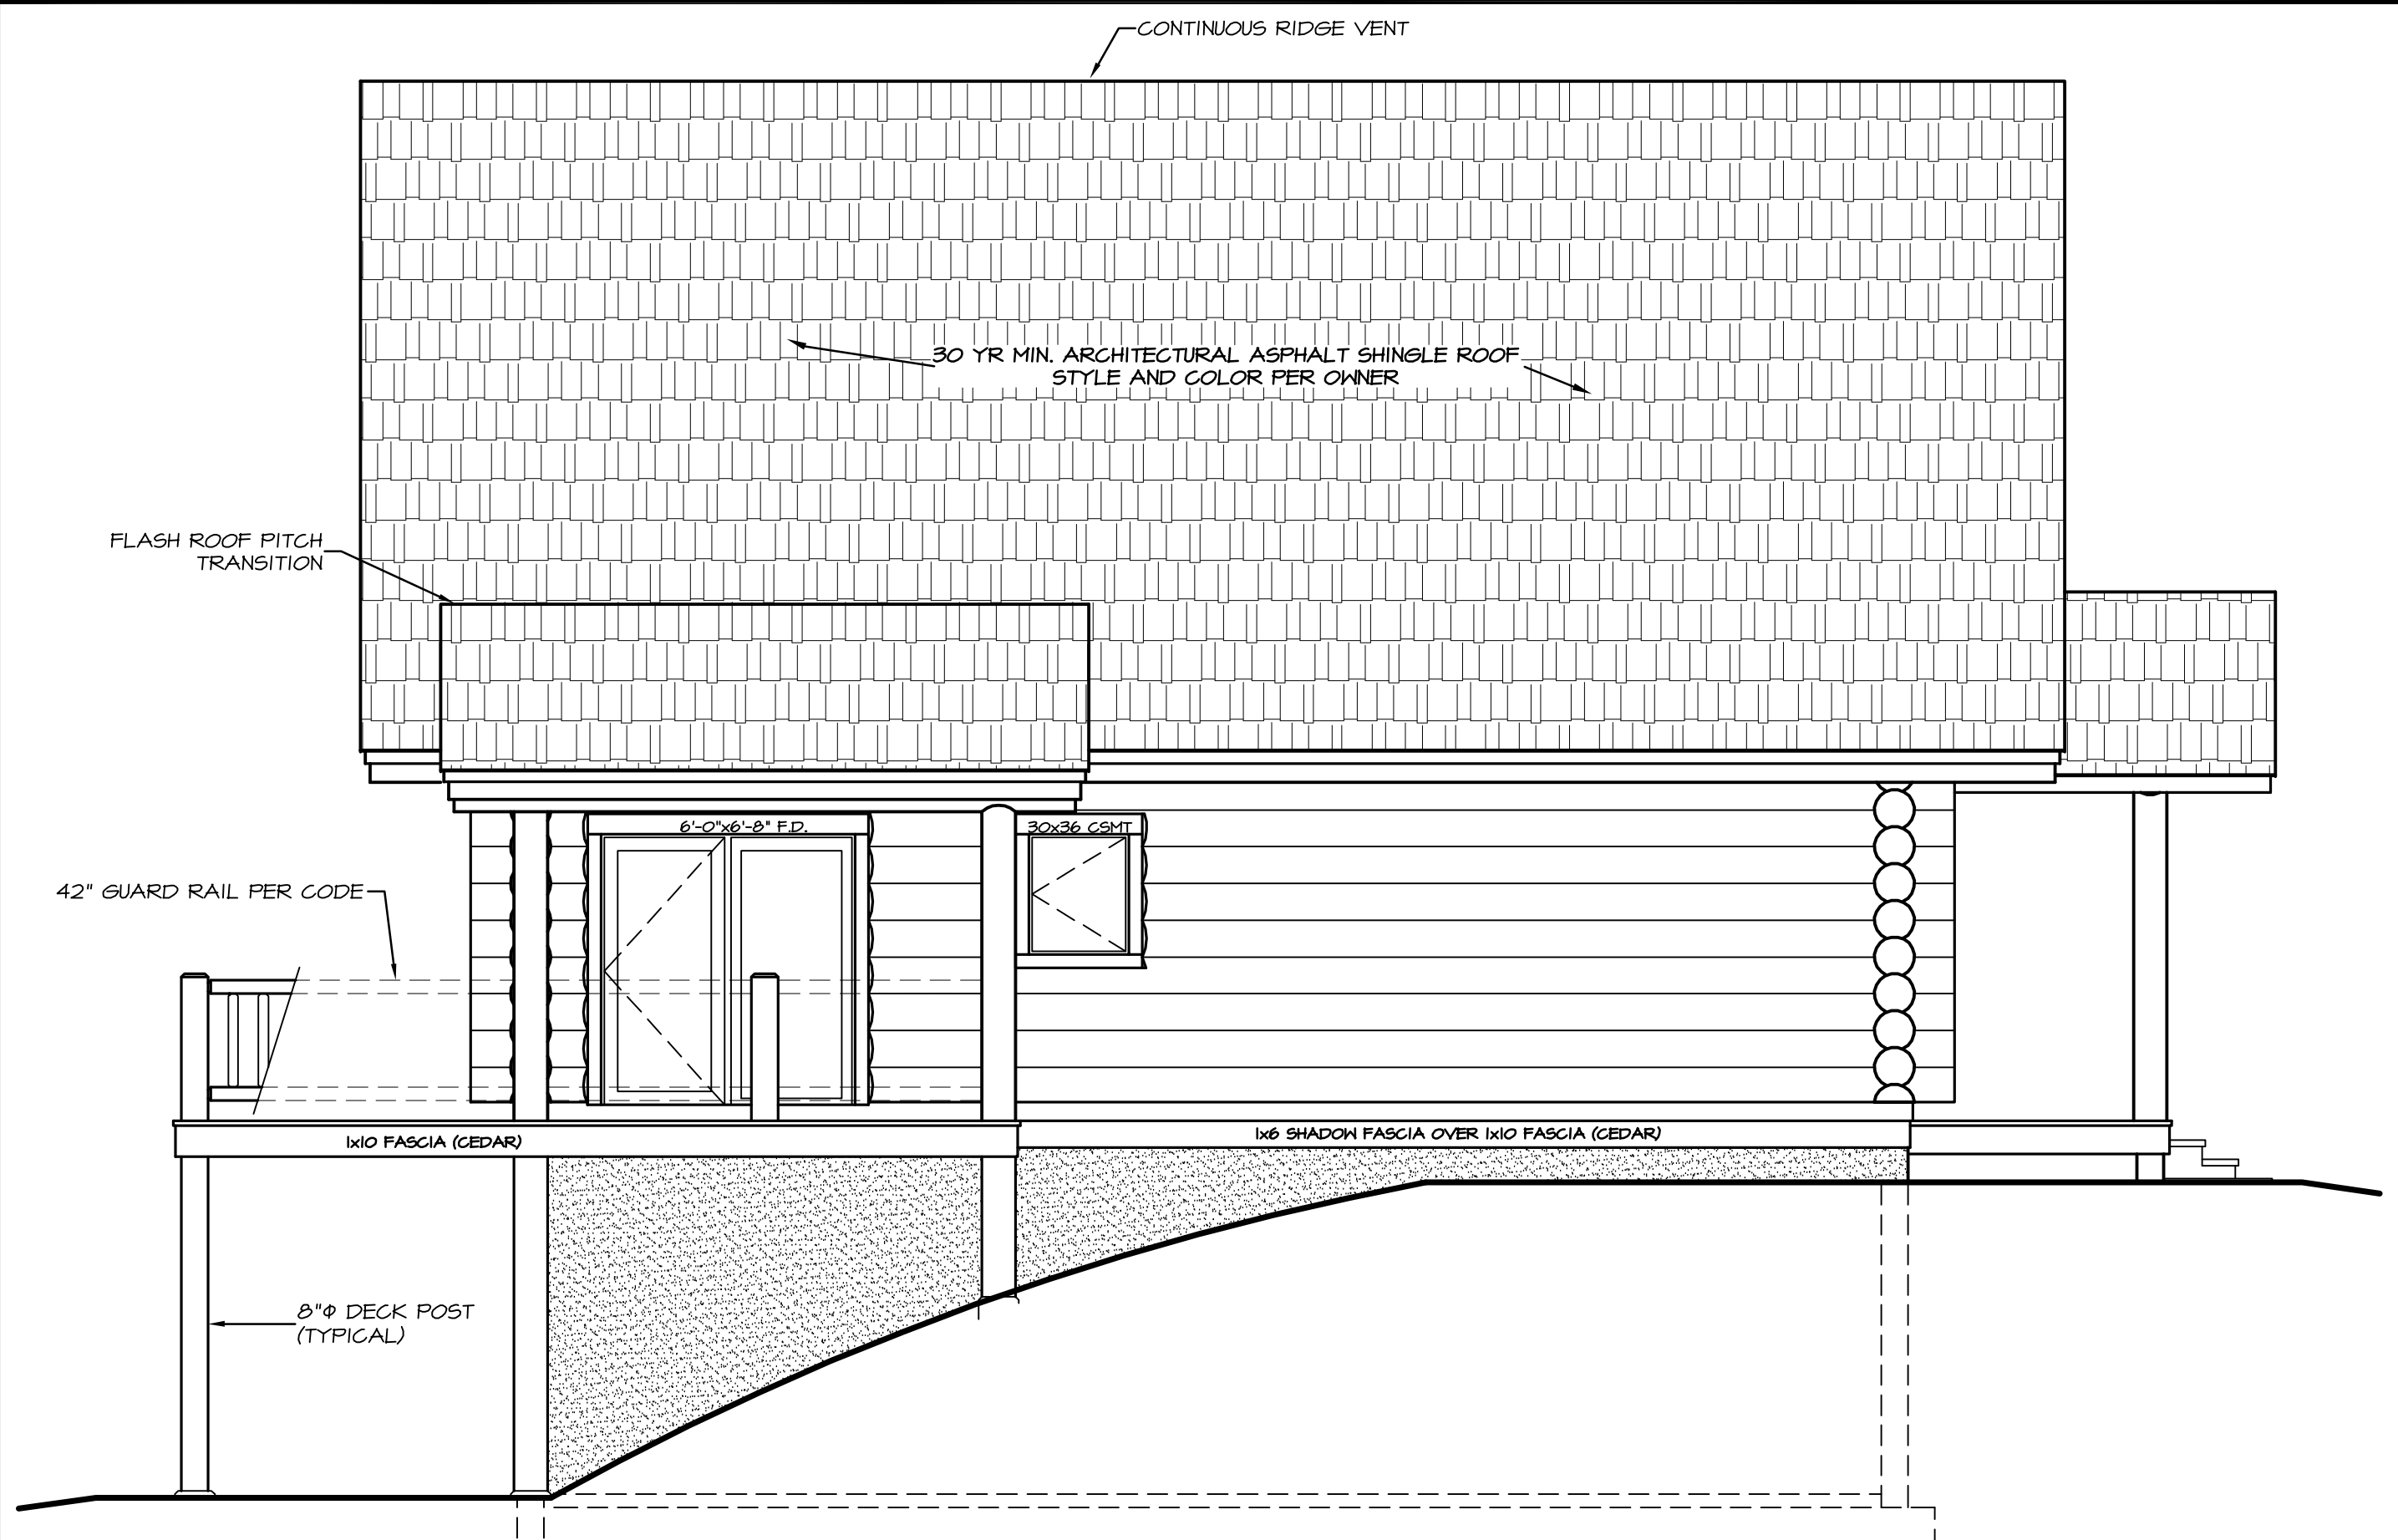 CONTINUOUS RIDGE VENT
30 YR MIN. ARCHITECTURAL ASPHALT SHINGLE ROOF
STYLE AND COLOR PER OWNER
FLASH ROOF PITCH
TRANSITION
6'-0"x6'-8" F.D.
30x36 CSMT
42" GUARD RAIL PER CODE
1x10 FASCIA (CEDAR)
1x6 SHADOW FASCIA OVER 1x10 FASCIA (CEDAR)
8"Φ DECK POST
(TYPICAL)